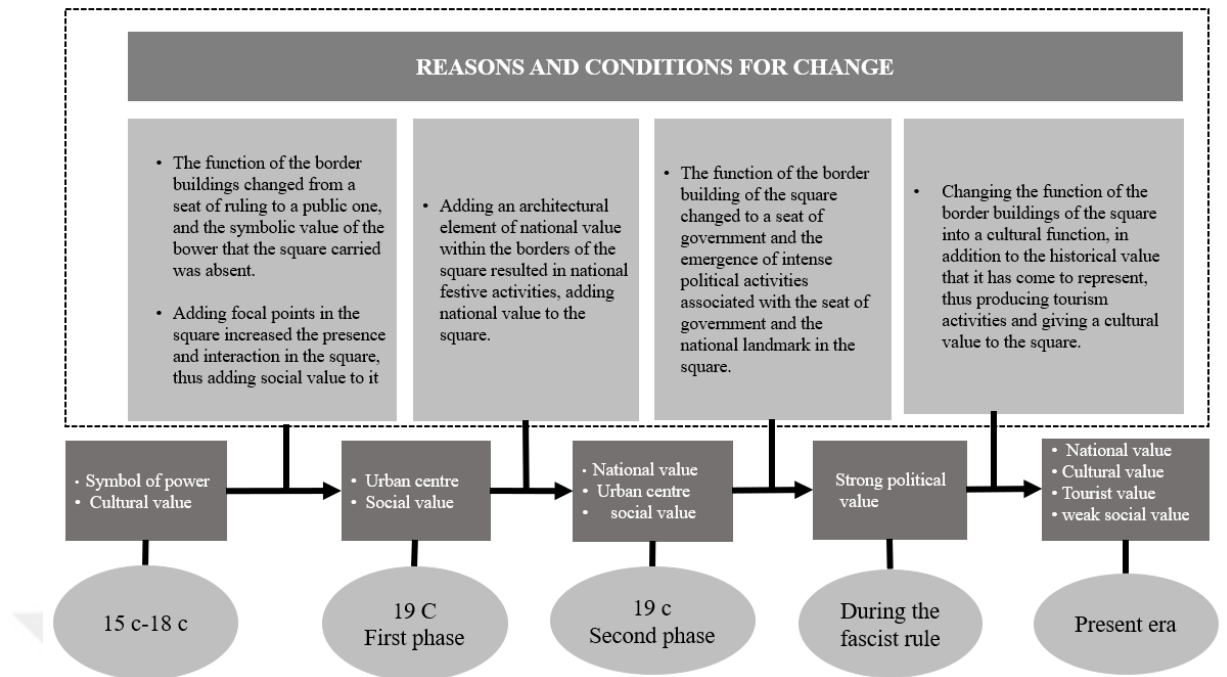 REASONS AND CONDITIONS FOR CHANGE
• The function of the border
buildings changed from a
seat of ruling to a public one,
and the symbolic value of the
bower that the square carried
was absent.
• Adding focal points in the
square increased the presence
and interaction in the square,
thus adding social value to it
• Adding an architectural
element of national value
within the borders of the
square resulted in national
festive activities, adding
national value to the
square.
• The function of the border
building of the square
changed to a seat of
government and the
emergence of intense
political activities
associated with the seat of
government and the
national landmark in the
square.
• Changing the function of the
border buildings of the square
into a cultural function, in
addition to the historical value
that it has come to represent,
thus producing tourism
activities and giving a cultural
value to the square.
• Symbol of power
• Cultural value
• Urban centre
• Social value
• National value
• Urban centre
• social value
Strong political
value
• National value
• Cultural value
• Tourist value
• weak social value
15 c-18 c
19 C
First phase
19 c
Second phase
During the
fascist rule
Present era